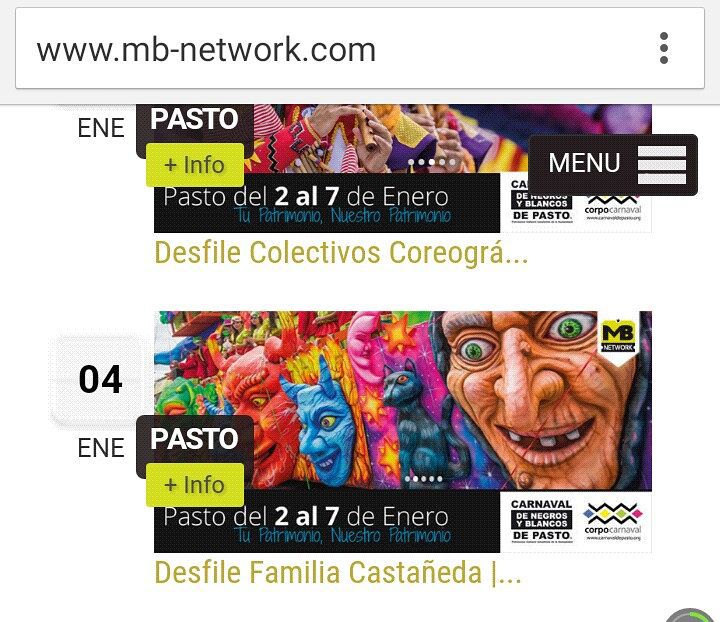 www.mb-network.com
ENE
PASTO
+ Info
MENU
Pasto del 2 al 7 de Enero
Tu Patrimonio, Nuestro Patrimonio
DE NEGROS
Y BLANCOS
DE PASTO.
corpocarnaval
www.carnavaldepasto.org
Desfile Colectivos Coreográ...
04
ENE
PASTO
+ Info
MB
NETWORK
Pasto del 2 al 7 de Enero
Tu Patrimonio, Nuestro Patrimonio
CARNAVAL
DE NEGROS
Y BLANCOS
DE PASTO.
corpocarnaval
www.carnavaldepasto.org
Desfile Familia Castañeda |...